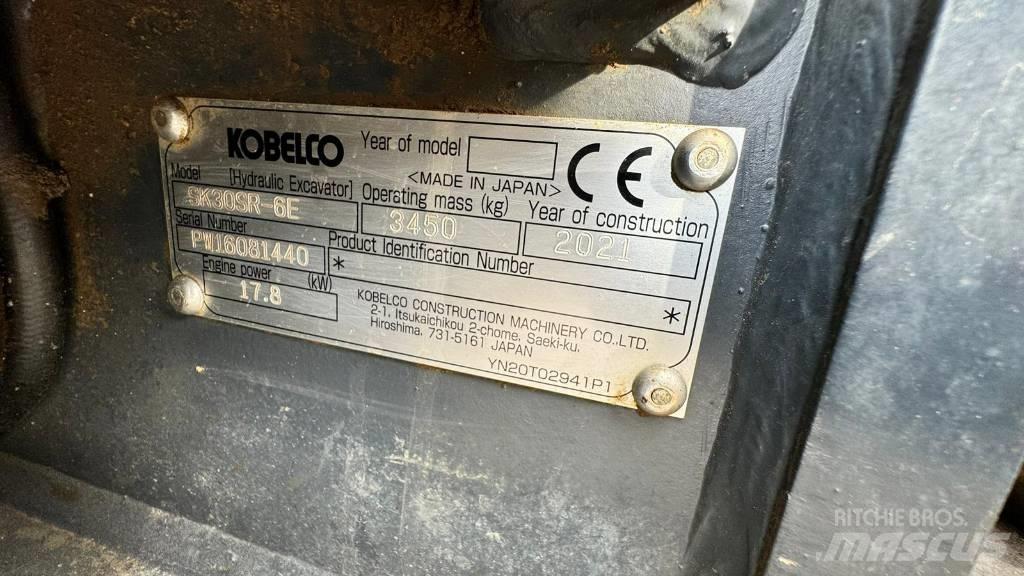 KOBELCO Year of model
<MADE IN JAPAN>
CE
Model [Hydraulic Excavator] Operating mass (kg) Year of construction
SK30SR-6E 3450 2021
Serial Number Product Identification Number
PW16081440 * *
Engine power (kW)
17.8
KOBELCO CONSTRUCTION MACHINERY CO.,LTD.
2-1, Itsukaichikou 2-chome, Saeki-ku,
Hiroshima, 731-5161 JAPAN
YN20T02941P1
RITCHIE BROS.
MASCUS